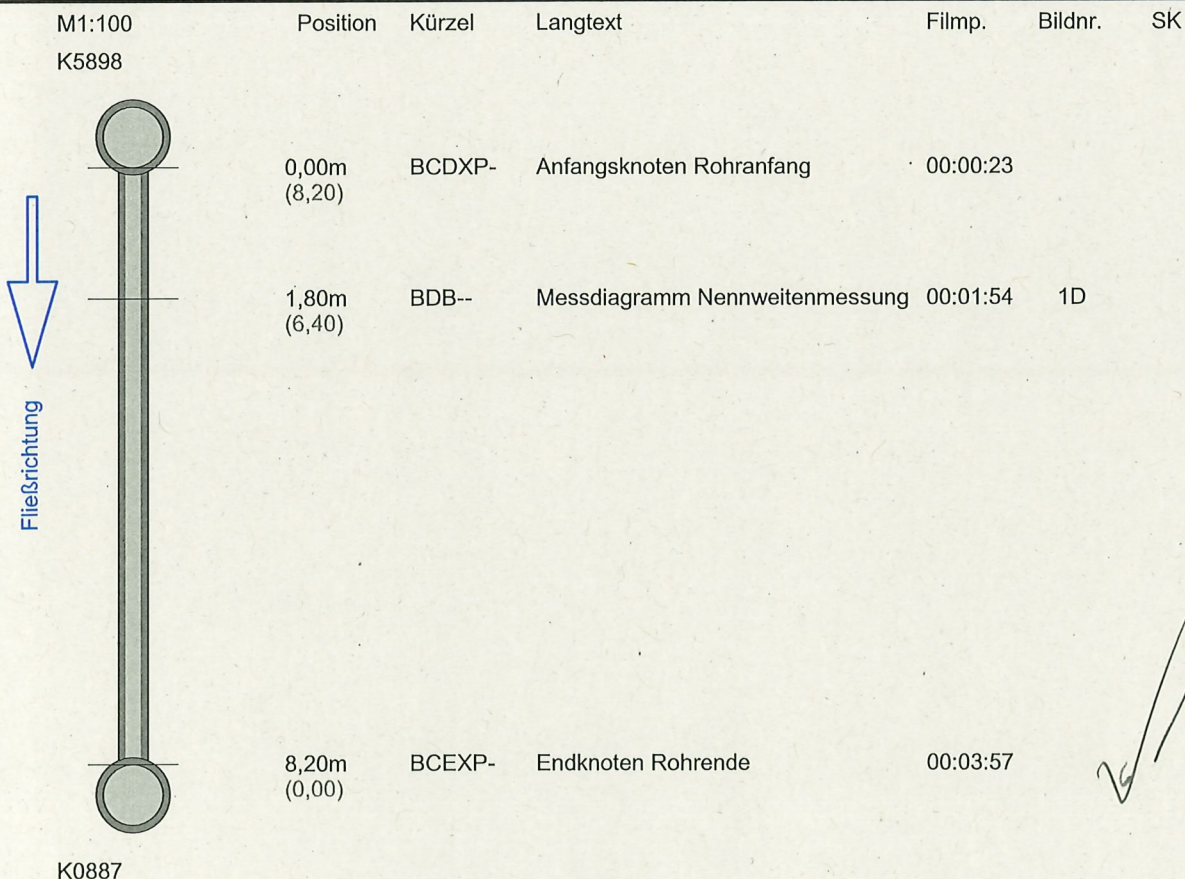 M1:100 Position Kürzel Langtext Filmp. Bildnr. SK
K5898
0,00m BCDXP- Anfangsknoten Rohranfang 00:00:23
(8,20)
1,80m BDB-- Messdiagramm Nennweitenmessung 00:01:54 1D
(6,40)
Fließrichtung
8,20m BCEXP- Endknoten Rohrende 00:03:57
(0,00)
K0887